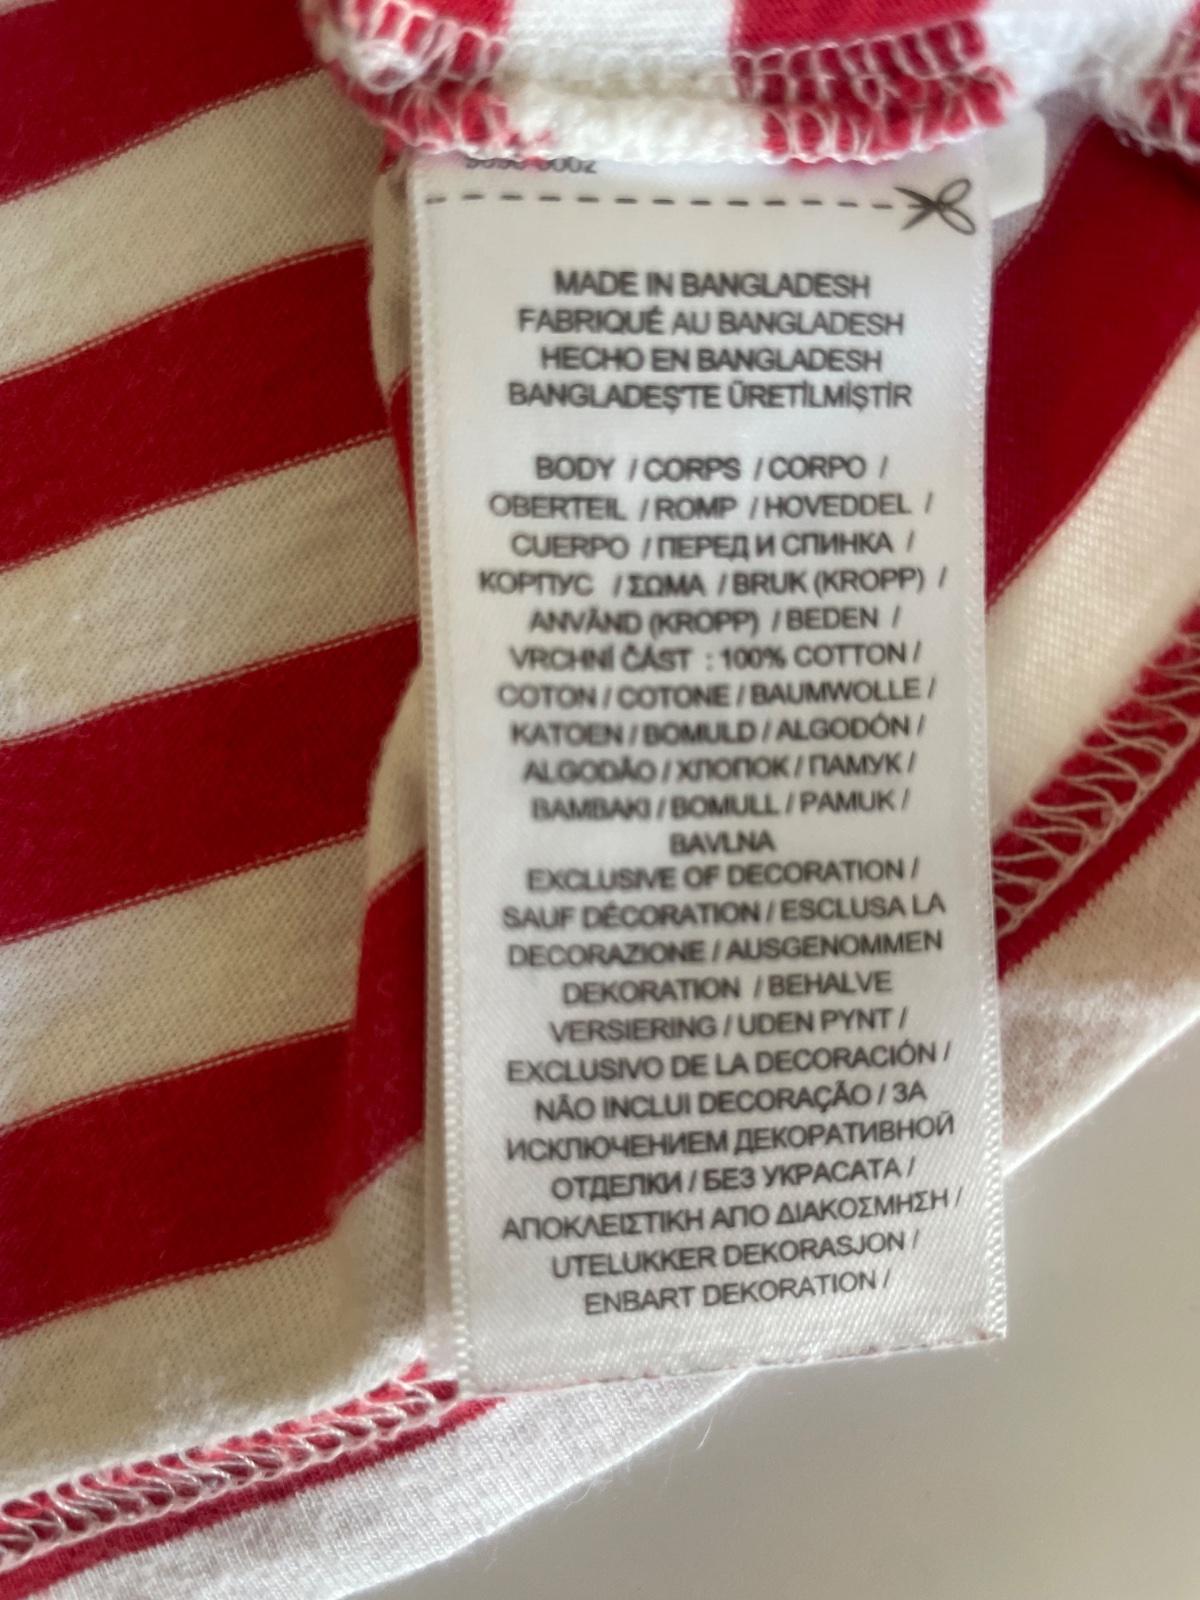 MADE IN BANGLADESH
FABRIQUÉ AU BANGLADESH
HECHO EN BANGLADESH
BANGLADEŞ'TE ÜRETİLMİŞTİR
BODY / CORPS / CORPO /
OBERTEIL / ROMP / HOVEDDEL /
CUERPO / ПЕРЕД И СПИНКА /
КОРПУС / ΣΩΜΑ / BRUK (KROPP) /
ANVÄND (KROPP) / BEDEN /
VRCHNÍ ČÁST : 100% COTTON /
COTON / COTONE / BAUMWOLLE /
KATOEN / BOMULD / ALGODÓN /
ALGODÃO / ХЛОПОК / ПАМУК /
ΒΑΜΒΑΚΙ / BOMULL / PAMUK /
BAVLNA
EXCLUSIVE OF DECORATION /
SAUF DÉCORATION / ESCLUSA LA
DECORAZIONE / AUSGENOMMEN
DEKORATION / BEHALVE
VERSIERING / UDEN PYNT /
EXCLUSIVO DE LA DECORACIÓN /
NÃO INCLUI DECORAÇÃO / ЗА
ИСКЛЮЧЕНИЕМ ДЕКОРАТИВНОЙ
ОТДЕЛКИ / БЕЗ УКРАСАТА /
ΑΠΟΚΛΕΙΣΤΙΚΗ ΑΠΟ ΔΙΑΚΟΣΜΗΣΗ /
UTELUKKER DEKORASJON /
ENBART DEKORATION /